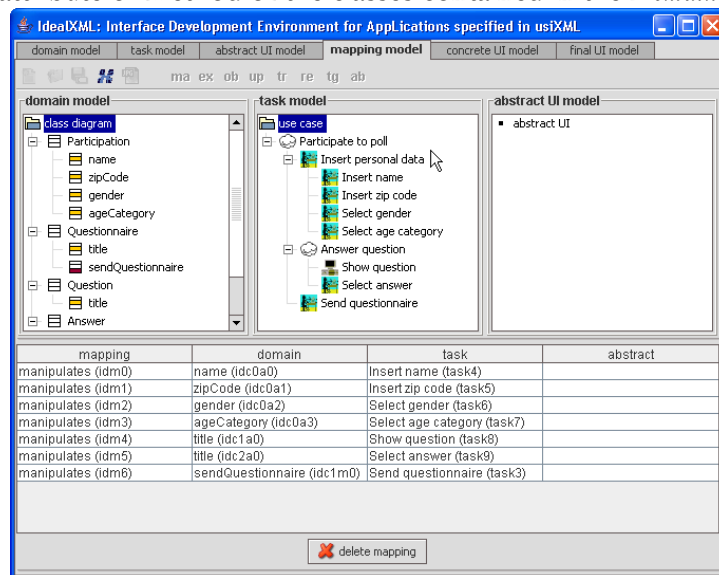 IdealXML: Interface Development Environment for AppLications specified in usiXML
domain model task model abstract UI model mapping model concrete UI model final UI model
ma ex ob up tr re tg ab
domain model
class diagram
Participation
name
zipCode
gender
ageCategory
Questionnaire
title
sendQuestionnaire
Question
title
Answer
task model
use case
Participate to poll
Insert personal data
Insert name
Insert zip code
Select gender
Select age category
Answer question
Show question
Select answer
Send questionnaire
abstract UI model
abstract UI
mapping domain task abstract
manipulates (idm0) name (idc0a0) Insert name (task4)
manipulates (idm1) zipCode (idc0a1) Insert zip code (task5)
manipulates (idm2) gender (idc0a2) Select gender (task6)
manipulates (idm3) ageCategory (idc0a3) Select age category (task7)
manipulates (idm4) title (idc1a0) Show question (task8)
manipulates (idm5) title (idc2a0) Select answer (task9)
manipulates (idm6) sendQuestionnaire (idc1m0) Send questionnaire (task3)
delete mapping